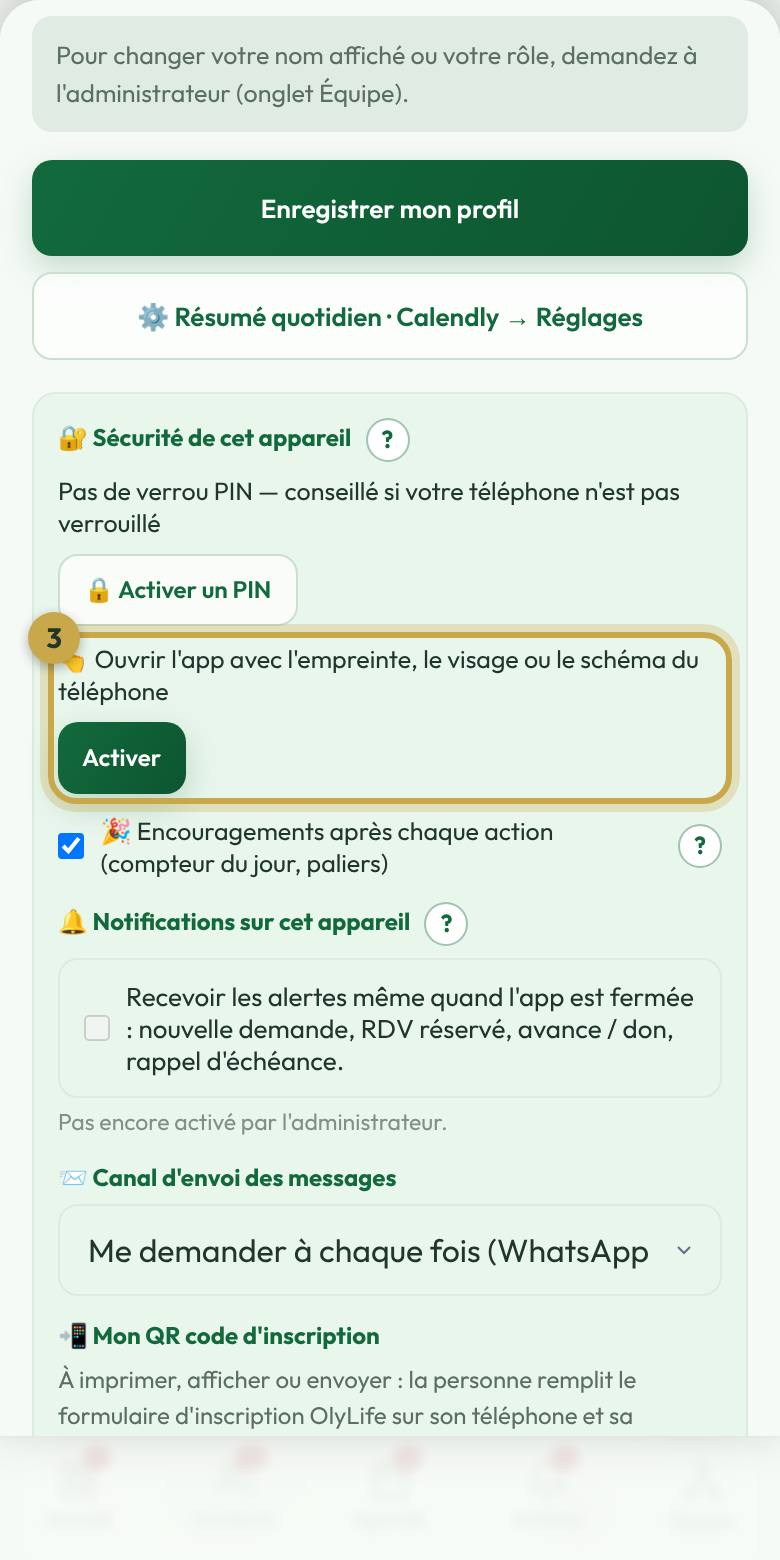 Pour changer votre nom affiché ou votre rôle, demandez à
l'administrateur (onglet Équipe).
Enregistrer mon profil
⚙️ Résumé quotidien · Calendly → Réglages
🔐 Sécurité de cet appareil ?
Pas de verrou PIN — conseillé si votre téléphone n'est pas
verrouillé
🔒 Activer un PIN
3
Ouvrir l'app avec l'empreinte, le visage ou le schéma du
téléphone
Activer
🎉 Encouragements après chaque action
(compteur du jour, paliers)
?
🔔 Notifications sur cet appareil ?
Recevoir les alertes même quand l'app est fermée
: nouvelle demande, RDV réservé, avance / don,
rappel d'échéance.
Pas encore activé par l'administrateur.
📨 Canal d'envoi des messages
Me demander à chaque fois (WhatsApp
📲 Mon QR code d'inscription
À imprimer, afficher ou envoyer : la personne remplit le
formulaire d'inscription OlyLife sur son téléphone et sa